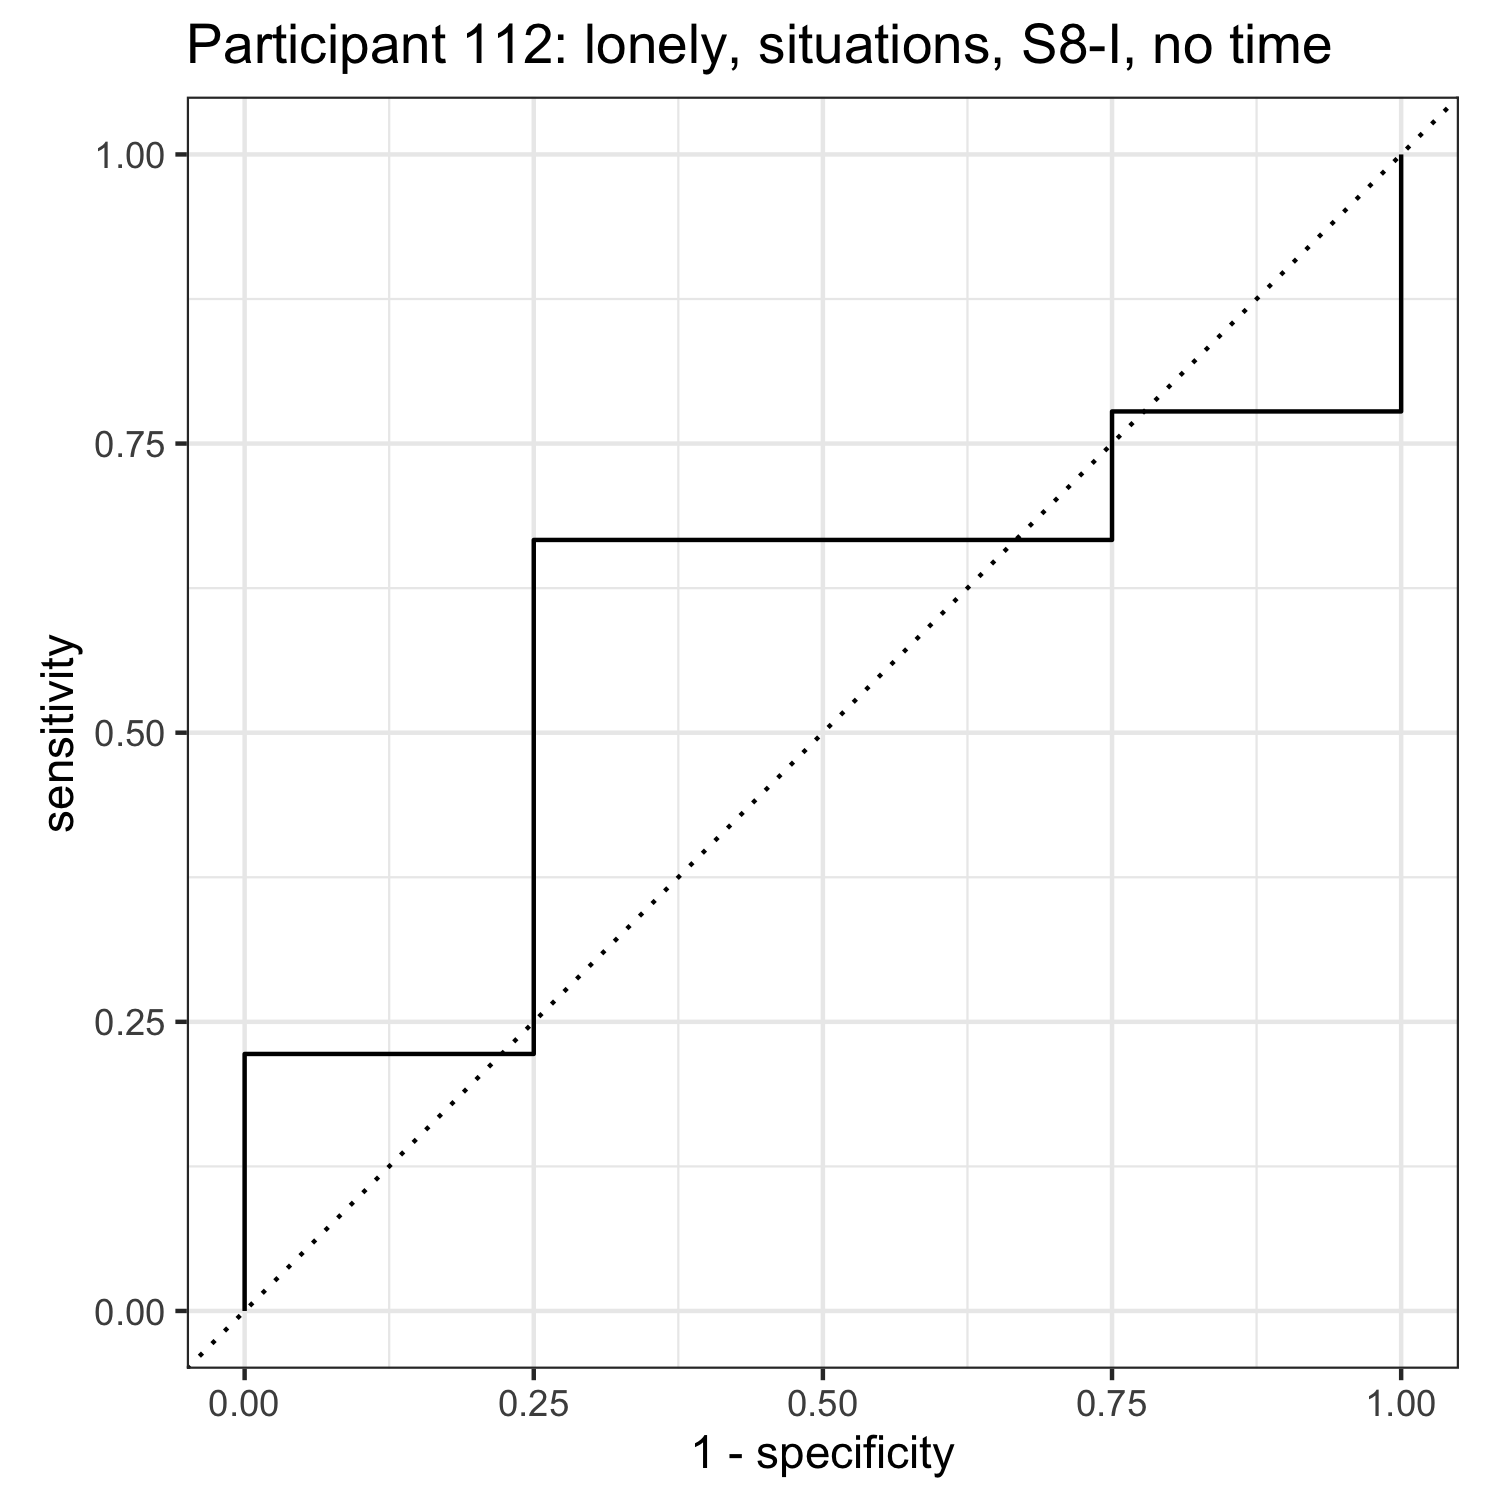 Participant 112: lonely, situations, S8-I, no time
1.00
0.75
0.50
0.25
0.00
sensitivity
0.00 0.25 0.50 0.75 1.00
1 - specificity